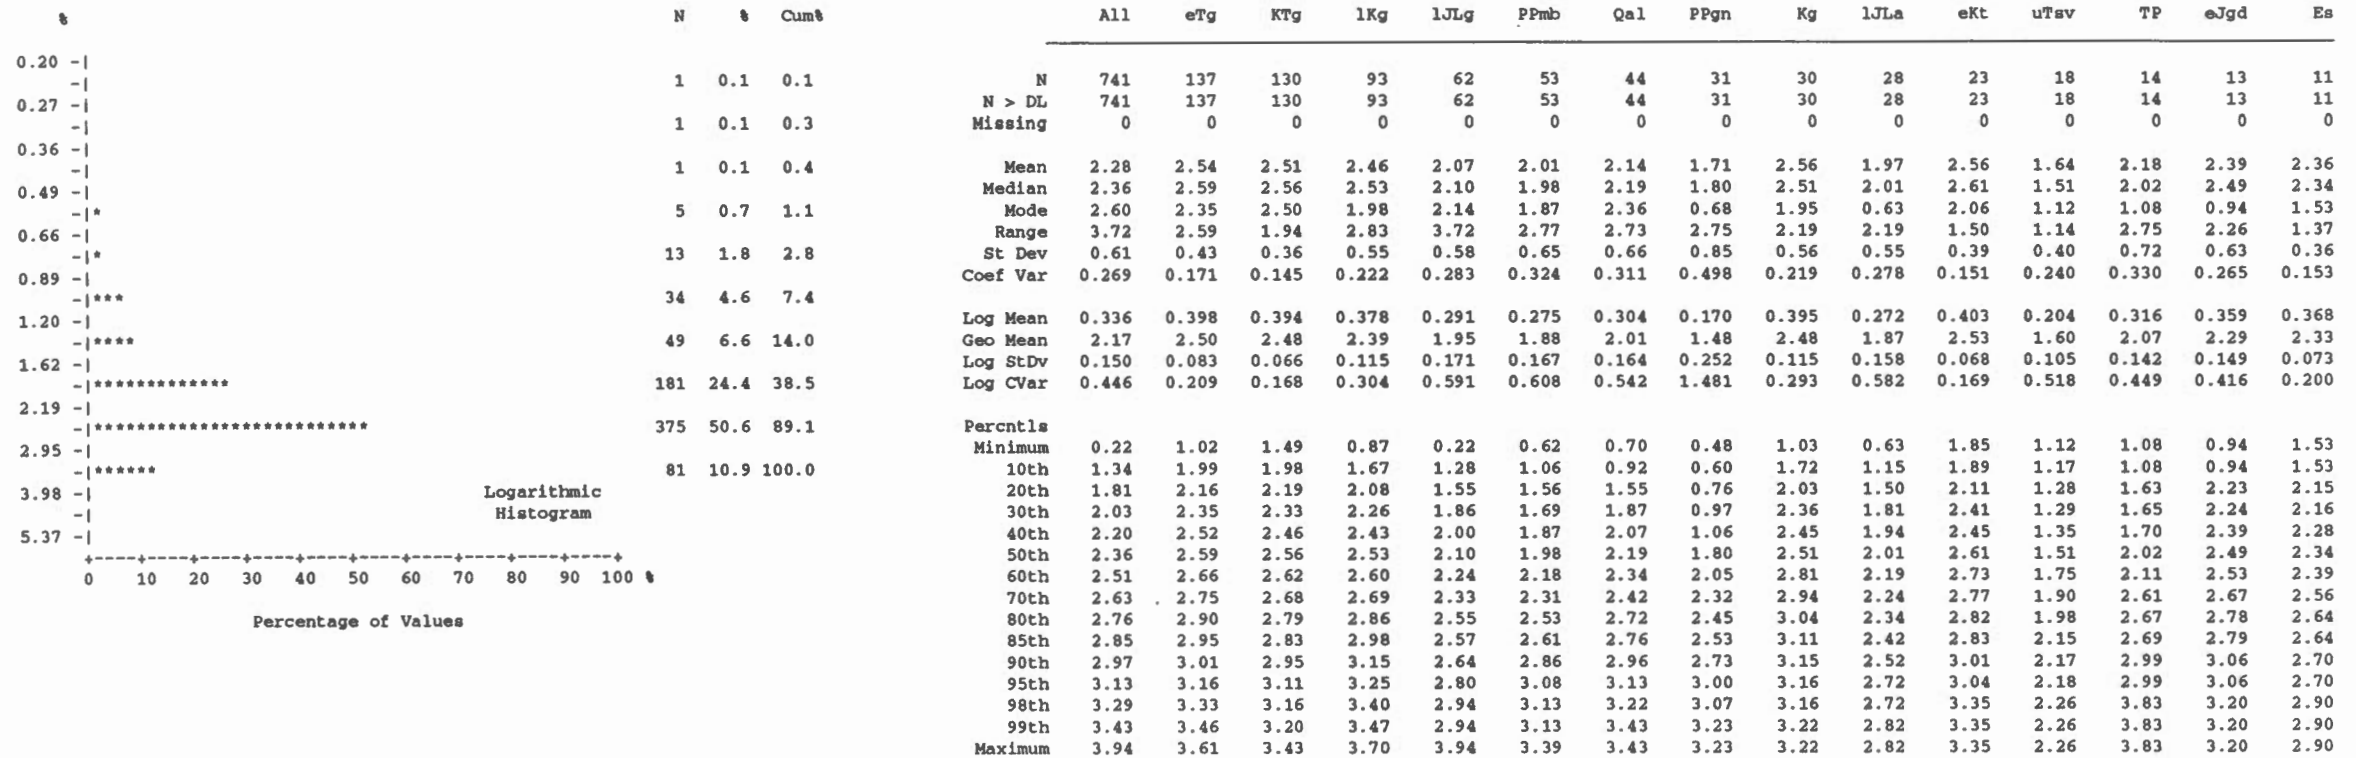 % N % Cum% All eTg KTg lKg lJLg PPmb Qal PPgn Kg lJLa eKt uTsv TP eJgd Es
0.20 -|
-| 1 0.1 0.1 N 741 137 130 93 62 53 44 31 30 28 23 18 14 13 11
0.27 -| N > DL 741 137 130 93 62 53 44 31 30 28 23 18 14 13 11
-| 1 0.1 0.3 Missing 0 0 0 0 0 0 0 0 0 0 0 0 0 0 0
0.36 -|
-| 1 0.1 0.4 Mean 2.28 2.54 2.51 2.46 2.07 2.01 2.14 1.71 2.56 1.97 2.56 1.64 2.18 2.39 2.36
0.49 -| Median 2.36 2.59 2.56 2.53 2.10 1.98 2.19 1.80 2.51 2.01 2.61 1.51 2.02 2.49 2.34
-|* 5 0.7 1.1 Mode 2.60 2.35 2.50 1.98 2.14 1.87 2.36 0.68 1.95 0.63 2.06 1.12 1.08 0.94 1.53
0.66 -| Range 3.72 2.59 1.94 2.83 3.72 2.77 2.73 2.75 2.19 2.19 1.50 1.14 2.75 2.26 1.37
-|* 13 1.8 2.8 St Dev 0.61 0.43 0.36 0.55 0.58 0.65 0.66 0.85 0.56 0.55 0.39 0.40 0.72 0.63 0.36
0.89 -| Coef Var 0.269 0.171 0.145 0.222 0.283 0.324 0.311 0.498 0.219 0.278 0.151 0.240 0.330 0.265 0.153
-|*** 34 4.6 7.4
1.20 -| Log Mean 0.336 0.398 0.394 0.378 0.291 0.275 0.304 0.170 0.395 0.272 0.403 0.204 0.316 0.359 0.368
-|**** 49 6.6 14.0 Geo Mean 2.17 2.50 2.48 2.39 1.95 1.88 2.01 1.48 2.48 1.87 2.53 1.60 2.07 2.29 2.33
1.62 -| Log StDv 0.150 0.083 0.066 0.115 0.171 0.167 0.164 0.252 0.115 0.158 0.068 0.105 0.142 0.149 0.073
-|************* 181 24.4 38.5 Log CVar 0.446 0.209 0.168 0.304 0.591 0.608 0.542 1.481 0.293 0.582 0.169 0.518 0.449 0.416 0.200
2.19 -|
-|************************** 375 50.6 89.1 Percntls
2.95 -| Minimum 0.22 1.02 1.49 0.87 0.22 0.62 0.70 0.48 1.03 0.63 1.85 1.12 1.08 0.94 1.53
-|****** 81 10.9 100.0 10th 1.34 1.99 1.98 1.67 1.28 1.06 0.92 0.60 1.72 1.15 1.89 1.17 1.08 0.94 1.53
3.98 -| Logarithmic 20th 1.81 2.16 2.19 2.08 1.55 1.56 1.55 0.76 2.03 1.50 2.11 1.28 1.63 2.23 2.15
-| Histogram 30th 2.03 2.35 2.33 2.26 1.86 1.69 1.87 0.97 2.36 1.81 2.41 1.29 1.65 2.24 2.16
5.37 -| 40th 2.20 2.52 2.46 2.43 2.00 1.87 2.07 1.06 2.45 1.94 2.45 1.35 1.70 2.39 2.28
+----+----+----+----+----+----+----+----+----+----+ 50th 2.36 2.59 2.56 2.53 2.10 1.98 2.19 1.80 2.51 2.01 2.61 1.51 2.02 2.49 2.34
0 10 20 30 40 50 60 70 80 90 100 % 60th 2.51 2.66 2.62 2.60 2.24 2.18 2.34 2.05 2.81 2.19 2.73 1.75 2.11 2.53 2.39
70th 2.63 2.75 2.68 2.69 2.33 2.31 2.42 2.32 2.94 2.24 2.77 1.90 2.61 2.67 2.56
Percentage of Values 80th 2.76 2.90 2.79 2.86 2.55 2.53 2.72 2.45 3.04 2.34 2.82 1.98 2.67 2.78 2.64
85th 2.85 2.95 2.83 2.98 2.57 2.61 2.76 2.53 3.11 2.42 2.83 2.15 2.69 2.79 2.64
90th 2.97 3.01 2.95 3.15 2.64 2.86 2.96 2.73 3.15 2.52 3.01 2.17 2.99 3.06 2.70
95th 3.13 3.16 3.11 3.25 2.80 3.08 3.13 3.00 3.16 2.72 3.04 2.18 2.99 3.06 2.70
98th 3.29 3.33 3.16 3.40 2.94 3.13 3.22 3.07 3.16 2.72 3.35 2.26 3.83 3.20 2.90
99th 3.43 3.46 3.20 3.47 2.94 3.13 3.43 3.23 3.22 2.82 3.35 2.26 3.83 3.20 2.90
Maximum 3.94 3.61 3.43 3.70 3.94 3.39 3.43 3.23 3.22 2.82 3.35 2.26 3.83 3.20 2.90